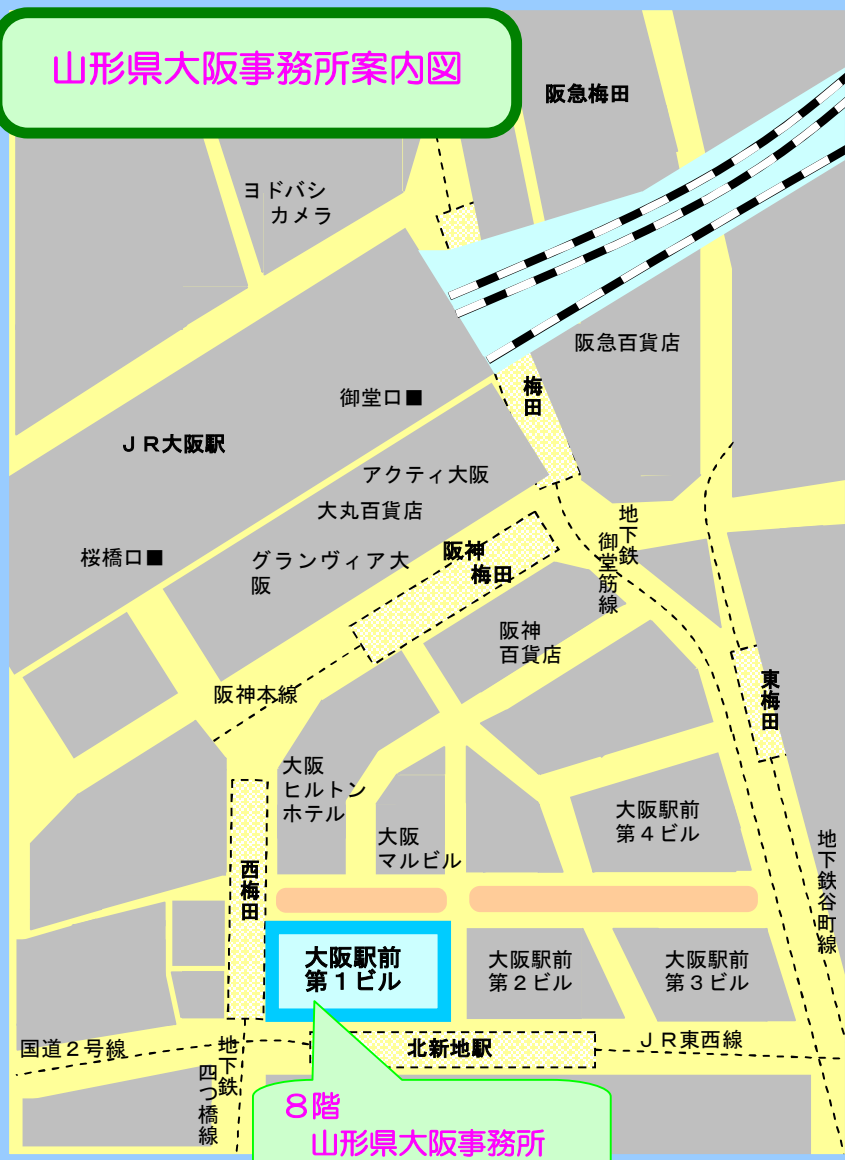 山形県大阪事務所案内図
阪急梅田
ヨドバシ
カメラ
阪急百貨店
梅田
御堂口■
ＪＲ大阪駅
アクティ大阪
大丸百貨店
桜橋口■
グランヴィア大
阪
阪神
梅田
地下鉄
御堂筋線
阪神
百貨店
阪神本線
東梅田
大阪
ヒルトン
ホテル
大阪
マルビル
大阪駅前
第４ビル
地下鉄谷町線
西梅田
大阪駅前
第１ビル
大阪駅前
第２ビル
大阪駅前
第３ビル
国道２号線
地下鉄
四つ橋線
北新地駅
ＪＲ東西線
８階
山形県大阪事務所